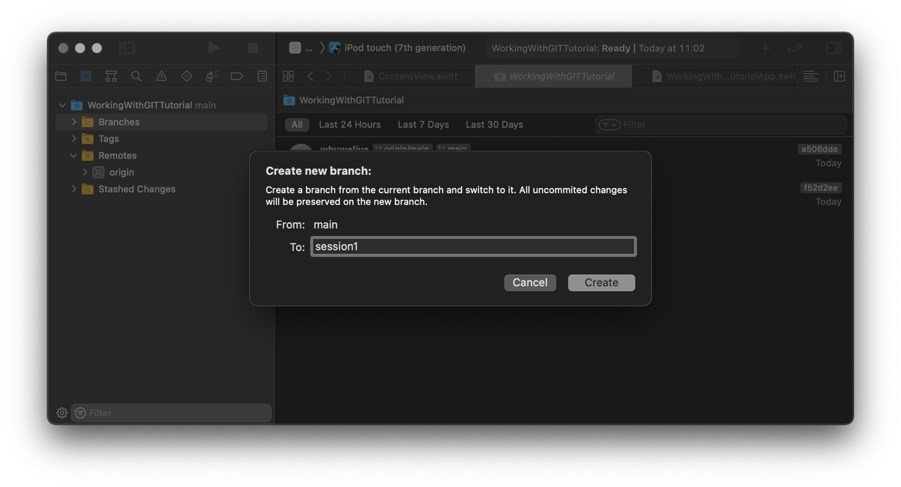 ... iPod touch (7th generation)
WorkingWithGITTutorial: Ready | Today at 11:02
ContentView.swift
WorkingWithGITTutorial
WorkingWith...utorialApp.swift
WorkingWithGITTutorial main
WorkingWithGITTutorial
Branches
All Last 24 Hours Last 7 Days Last 30 Days Filter
Tags
Remotes
origin
Stashed Changes
whywelive origin/main main
a506dde
Today
f52d2ee
Today
Create new branch:
Create a branch from the current branch and switch to it. All uncommited changes
will be preserved on the new branch.
From: main
To: session1
Cancel Create
Filter